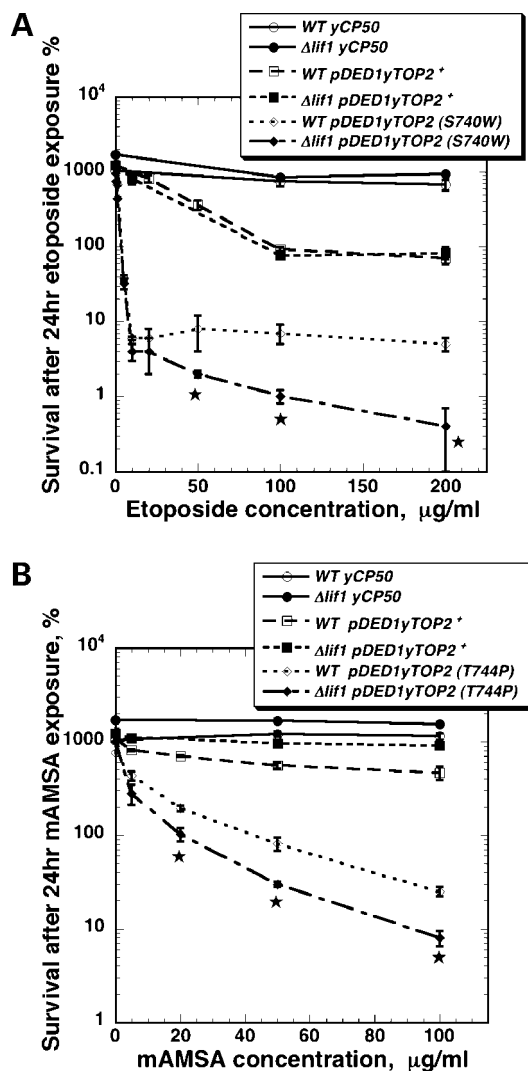 A
WT yCP50
Δlif1 yCP50
WT pDED1yTOP2 +
Δlif1 pDED1yTOP2 +
WT pDED1yTOP2 (S740W)
Δlif1 pDED1yTOP2 (S740W)
Survival after 24hr etoposide exposure %
10 4
1000
100
10
1
0.1
0 50 100 150 200
Etoposide concentration, μg/ml
B
WT yCP50
Δlif1 yCP50
WT pDED1yTOP2 +
Δlif1 pDED1yTOP2 +
WT pDED1yTOP2 (T744P)
Δlif1 pDED1yTOP2 (T744P)
Survival after 24hr mAMSA exposure, %
10 4
1000
100
10
1
0 20 40 60 80 100
mAMSA concentration, μg/ml